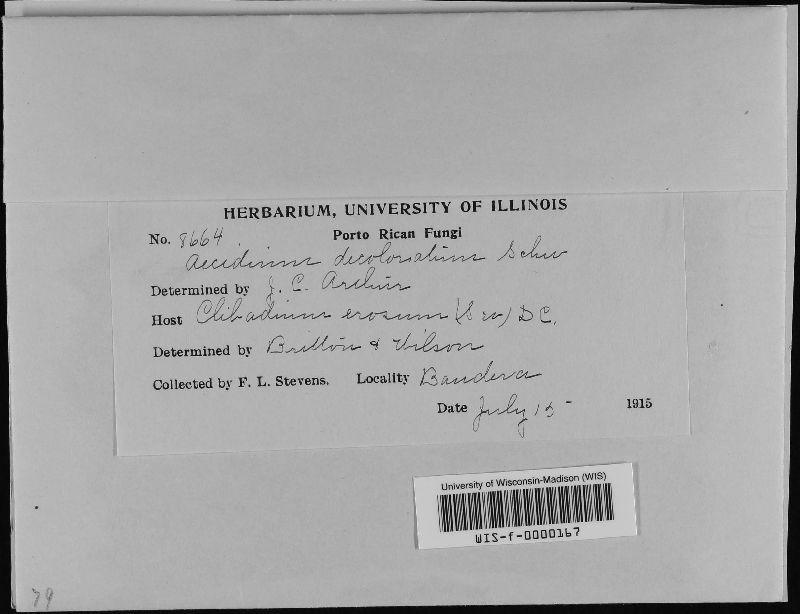 HERBARIUM, UNIVERSITY OF ILLINOIS
No. 8664. Porto Rican Fungi
Aecidium decoloratum Schw
Determined by J. C. Arthur
Host Clibadium erosum (Sw) DC.
Determined by Britton & Wilson
Collected by F. L. Stevens. Locality Bandera
Date July 15 - 1915
University of Wisconsin-Madison (WIS)
WIS-f-0000167
79